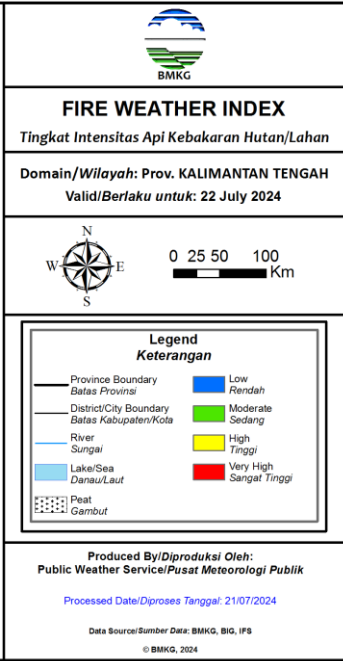 BMKG
FIRE WEATHER INDEX
Tingkat Intensitas Api Kebakaran Hutan/Lahan
Domain/Wilayah: Prov. KALIMANTAN TENGAH
Valid/Berlaku untuk: 22 July 2024
N
W E
S
0 25 50 100
Km
Legend
Keterangan
Province Boundary
Batas Provinsi
District/City Boundary
Batas Kabupaten/Kota
River
Sungai
Lake/Sea
Danau/Laut
Peat
Gambut
Low
Rendah
Moderate
Sedang
High
Tinggi
Very High
Sangat Tinggi
Produced By/Diproduksi Oleh:
Public Weather Service/Pusat Meteorologi Publik
Processed Date/Diproses Tanggal: 21/07/2024
Data Source/Sumber Data: BMKG, BIG, IFS
© BMKG, 2024